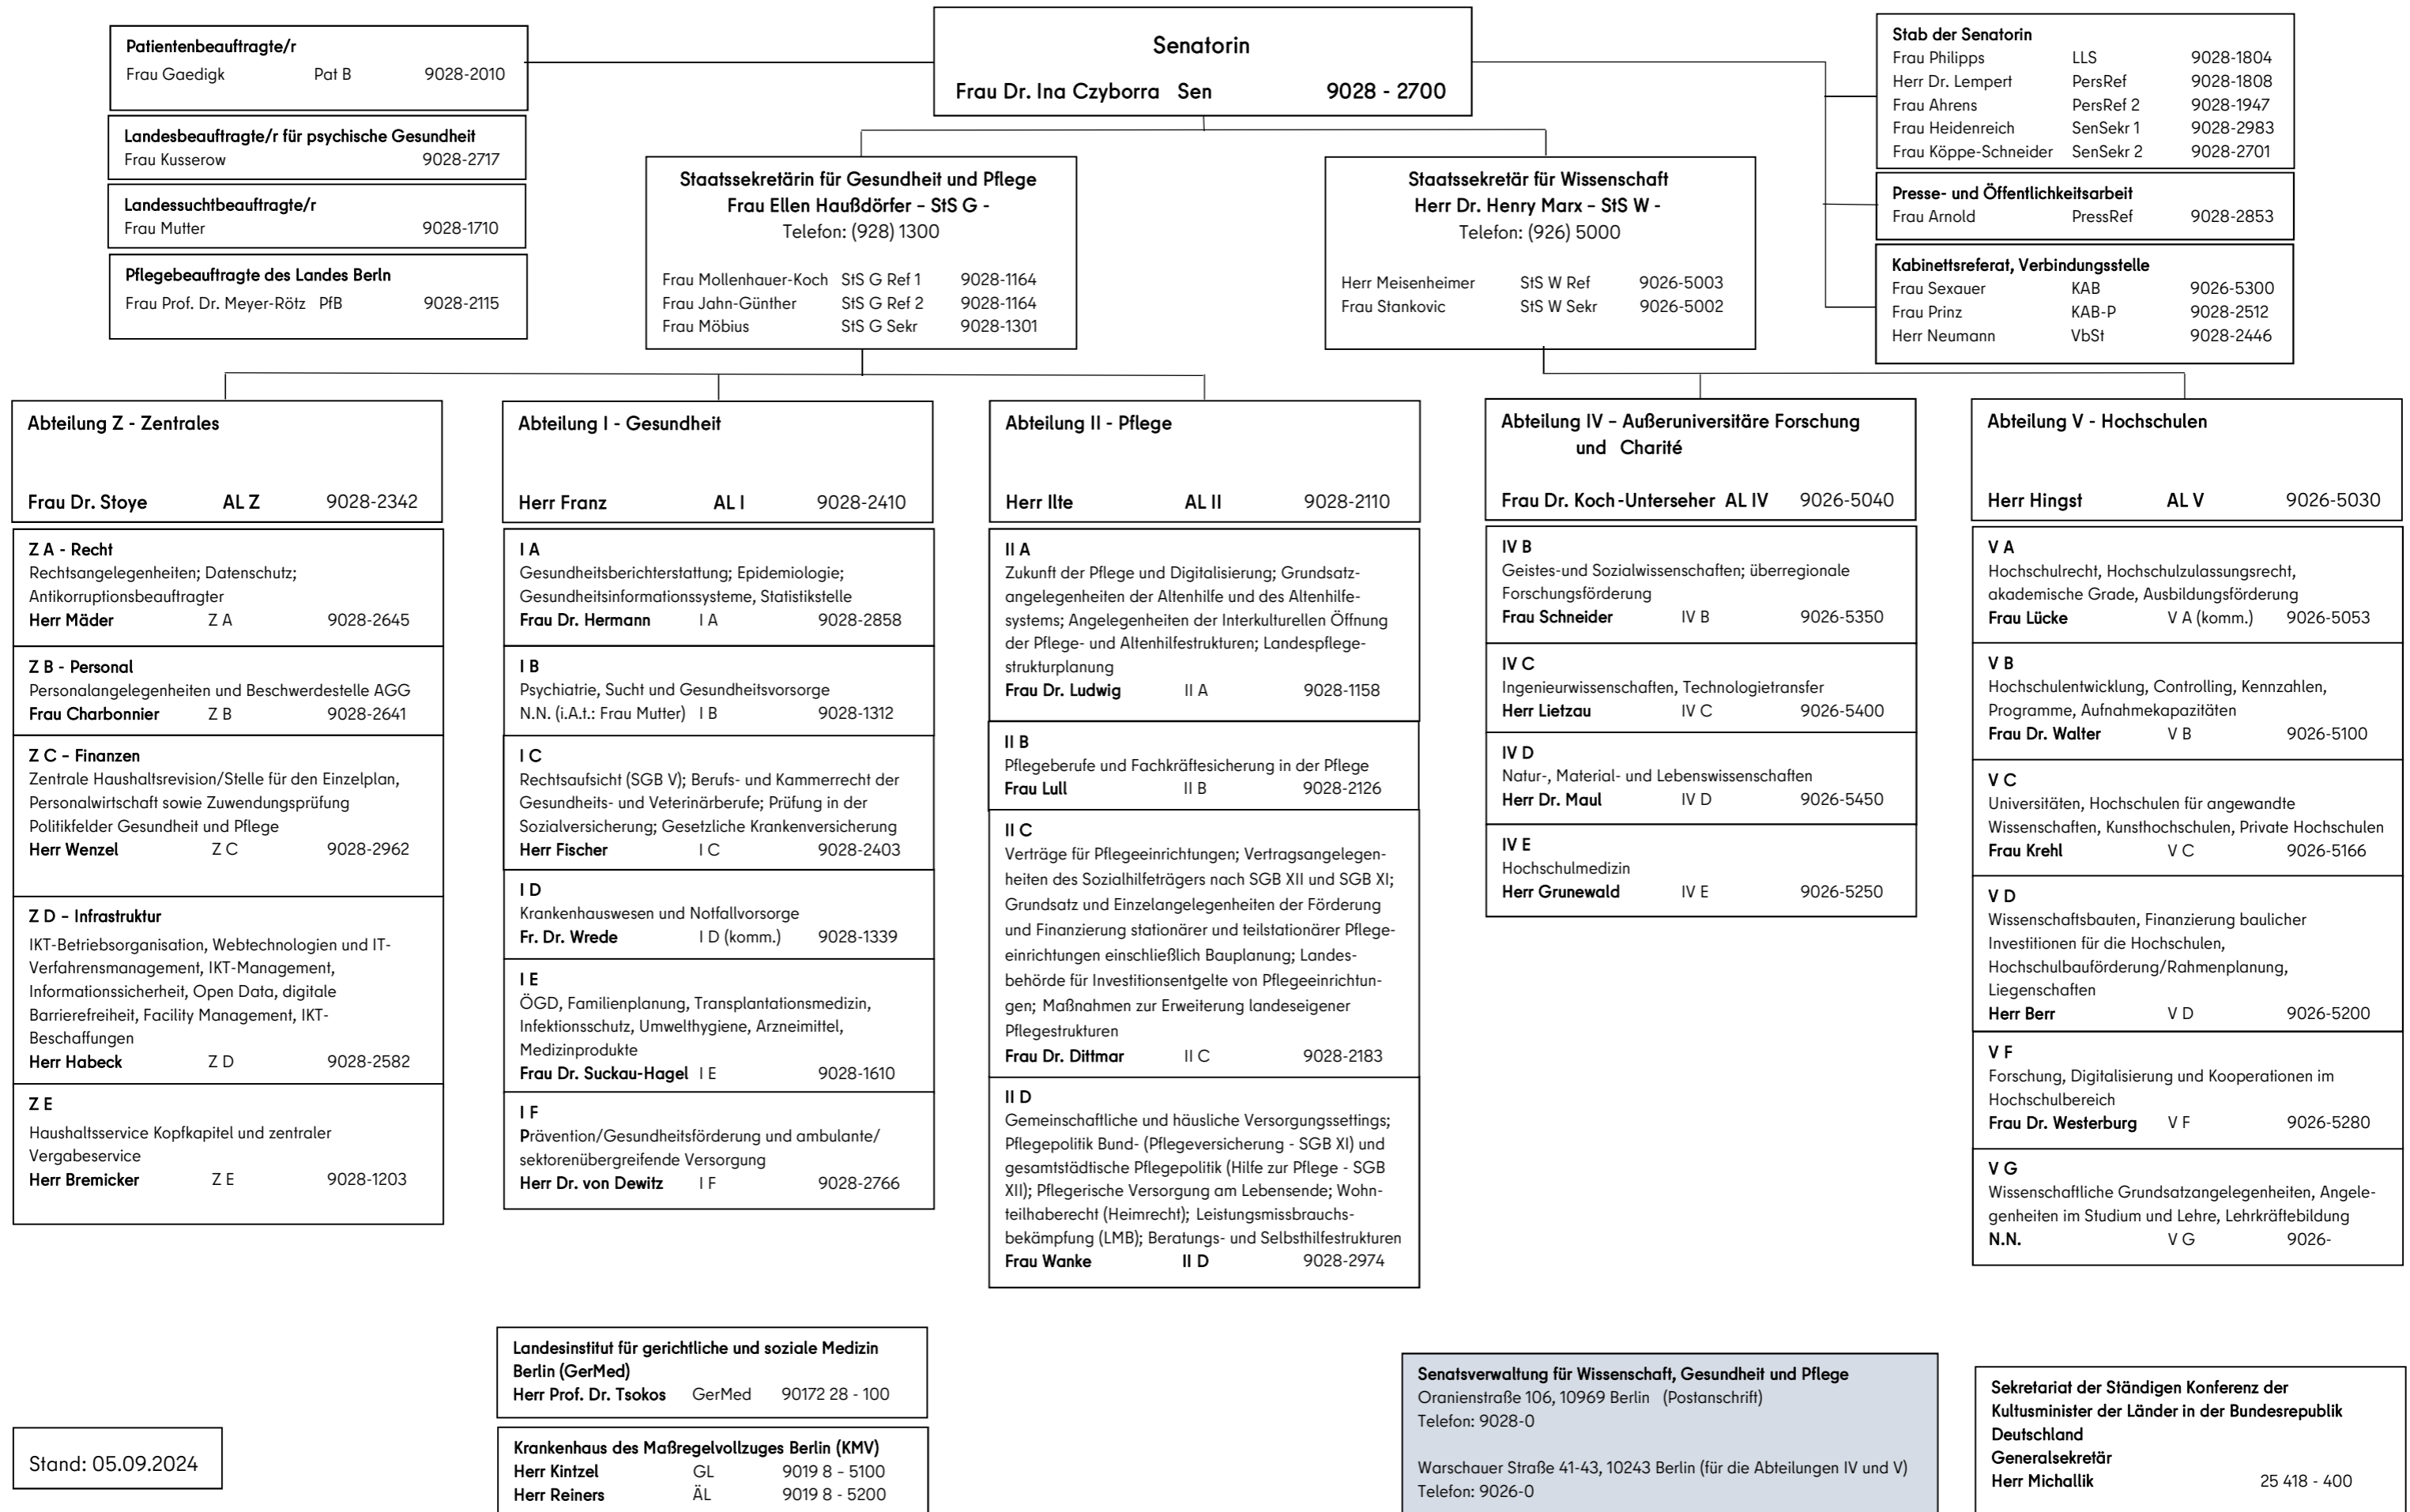 Patientenbeauftragte/r
Frau Gaedigk Pat B 9028-2010
Landesbeauftragte/r für psychische Gesundheit
Frau Kusserow 9028-2717
Landessuchtbeauftragte/r
Frau Mutter 9028-1710
Pflegebeauftragte des Landes Berln
Frau Prof. Dr. Meyer-Rötz PfB 9028-2115
Senatorin
Frau Dr. Ina Czyborra Sen 9028 - 2700
Stab der Senatorin
Frau Philipps LLS 9028-1804
Herr Dr. Lempert PersRef 9028-1808
Frau Ahrens PersRef 2 9028-1947
Frau Heidenreich SenSekr 1 9028-2983
Frau Köppe-Schneider SenSekr 2 9028-2701
Presse- und Öffentlichkeitsarbeit
Frau Arnold PressRef 9028-2853
Kabinettsreferat, Verbindungsstelle
Frau Sexauer KAB 9026-5300
Frau Prinz KAB-P 9028-2512
Herr Neumann VbSt 9028-2446
Staatssekretärin für Gesundheit und Pflege
Frau Ellen Haußdörfer – StS G -
Telefon: (928) 1300
Frau Mollenhauer-Koch StS G Ref 1 9028-1164
Frau Jahn-Günther StS G Ref 2 9028-1164
Frau Möbius StS G Sekr 9028-1301
Staatssekretär für Wissenschaft
Herr Dr. Henry Marx – StS W -
Telefon: (926) 5000
Herr Meisenheimer StS W Ref 9026-5003
Frau Stankovic StS W Sekr 9026-5002
Abteilung Z - Zentrales
Frau Dr. Stoye AL Z 9028-2342
Z A - Recht
Rechtsangelegenheiten; Datenschutz;
Antikorruptionsbeauftragter
Herr Mäder Z A 9028-2645
Z B - Personal
Personalangelegenheiten und Beschwerdestelle AGG
Frau Charbonnier Z B 9028-2641
Z C – Finanzen
Zentrale Haushaltsrevision/Stelle für den Einzelplan,
Personalwirtschaft sowie Zuwendungsprüfung
Politikfelder Gesundheit und Pflege
Herr Wenzel Z C 9028-2962
Z D – Infrastruktur
IKT-Betriebsorganisation, Webtechnologien und IT-
Verfahrensmanagement, IKT-Management,
Informationssicherheit, Open Data, digitale
Barrierefreiheit, Facility Management, IKT-
Beschaffungen
Herr Habeck Z D 9028-2582
Z E
Haushaltsservice Kopfkapitel und zentraler
Vergabeservice
Herr Bremicker Z E 9028-1203
Abteilung I - Gesundheit
Herr Franz AL I 9028-2410
I A
Gesundheitsberichterstattung; Epidemiologie;
Gesundheitsinformationssysteme, Statistikstelle
Frau Dr. Hermann I A 9028-2858
I B
Psychiatrie, Sucht und Gesundheitsvorsorge
N.N. (i.A.t.: Frau Mutter) I B 9028-1312
I C
Rechtsaufsicht (SGB V); Berufs- und Kammerrecht der
Gesundheits- und Veterinärberufe; Prüfung in der
Sozialversicherung; Gesetzliche Krankenversicherung
Herr Fischer I C 9028-2403
I D
Krankenhauswesen und Notfallvorsorge
Fr. Dr. Wrede I D (komm.) 9028-1339
I E
ÖGD, Familienplanung, Transplantationsmedizin,
Infektionsschutz, Umwelthygiene, Arzneimittel,
Medizinprodukte
Frau Dr. Suckau-Hagel I E 9028-1610
I F
Prävention/Gesundheitsförderung und ambulante/
sektorenübergreifende Versorgung
Herr Dr. von Dewitz I F 9028-2766
Abteilung II - Pflege
Herr Ilte AL II 9028-2110
II A
Zukunft der Pflege und Digitalisierung; Grundsatz-
angelegenheiten der Altenhilfe und des Altenhilfe-
systems; Angelegenheiten der Interkulturellen Öffnung
der Pflege- und Altenhilfestrukturen; Landespflege-
strukturplanung
Frau Dr. Ludwig II A 9028-1158
II B
Pflegeberufe und Fachkräftesicherung in der Pflege
Frau Lull II B 9028-2126
II C
Verträge für Pflegeeinrichtungen; Vertragsangelegen-
heiten des Sozialhilfeträgers nach SGB XII und SGB XI;
Grundsatz und Einzelangelegenheiten der Förderung
und Finanzierung stationärer und teilstationärer Pflege-
einrichtungen einschließlich Bauplanung; Landes-
behörde für Investitionsentgelte von Pflegeeinrichtun-
gen; Maßnahmen zur Erweiterung landeseigener
Pflegestrukturen
Frau Dr. Dittmar II C 9028-2183
II D
Gemeinschaftliche und häusliche Versorgungssettings;
Pflegepolitik Bund- (Pflegeversicherung - SGB XI) und
gesamtstädtische Pflegepolitik (Hilfe zur Pflege - SGB
XII); Pflegerische Versorgung am Lebensende; Wohn-
teilhaberecht (Heimrecht); Leistungsmissbrauchs-
bekämpfung (LMB); Beratungs- und Selbsthilfestrukturen
Frau Wanke II D 9028-2974
Abteilung IV – Außeruniversitäre Forschung
und Charité
Frau Dr. Koch-Unterseher AL IV 9026-5040
IV B
Geistes-und Sozialwissenschaften; überregionale
Forschungsförderung
Frau Schneider IV B 9026-5350
IV C
Ingenieurwissenschaften, Technologietransfer
Herr Lietzau IV C 9026-5400
IV D
Natur-, Material- und Lebenswissenschaften
Herr Dr. Maul IV D 9026-5450
IV E
Hochschulmedizin
Herr Grunewald IV E 9026-5250
Abteilung V - Hochschulen
Herr Hingst AL V 9026-5030
V A
Hochschulrecht, Hochschulzulassungsrecht,
akademische Grade, Ausbildungsförderung
Frau Lücke V A (komm.) 9026-5053
V B
Hochschulentwicklung, Controlling, Kennzahlen,
Programme, Aufnahmekapazitäten
Frau Dr. Walter V B 9026-5100
V C
Universitäten, Hochschulen für angewandte
Wissenschaften, Kunsthochschulen, Private Hochschulen
Frau Krehl V C 9026-5166
V D
Wissenschaftsbauten, Finanzierung baulicher
Investitionen für die Hochschulen,
Hochschulbauförderung/Rahmenplanung,
Liegenschaften
Herr Berr V D 9026-5200
V F
Forschung, Digitalisierung und Kooperationen im
Hochschulbereich
Frau Dr. Westerburg V F 9026-5280
V G
Wissenschaftliche Grundsatzangelegenheiten, Angele-
genheiten im Studium und Lehre, Lehrkräftebildung
N.N. V G 9026-
Stand: 05.09.2024
Landesinstitut für gerichtliche und soziale Medizin
Berlin (GerMed)
Herr Prof. Dr. Tsokos GerMed 90172 28 - 100
Krankenhaus des Maßregelvollzuges Berlin (KMV)
Herr Kintzel GL 9019 8 - 5100
Herr Reiners ÄL 9019 8 - 5200
Senatsverwaltung für Wissenschaft, Gesundheit und Pflege
Oranienstraße 106, 10969 Berlin (Postanschrift)
Telefon: 9028-0
Warschauer Straße 41-43, 10243 Berlin (für die Abteilungen IV und V)
Telefon: 9026-0
Sekretariat der Ständigen Konferenz der
Kultusminister der Länder in der Bundesrepublik
Deutschland
Generalsekretär
Herr Michallik 25 418 - 400